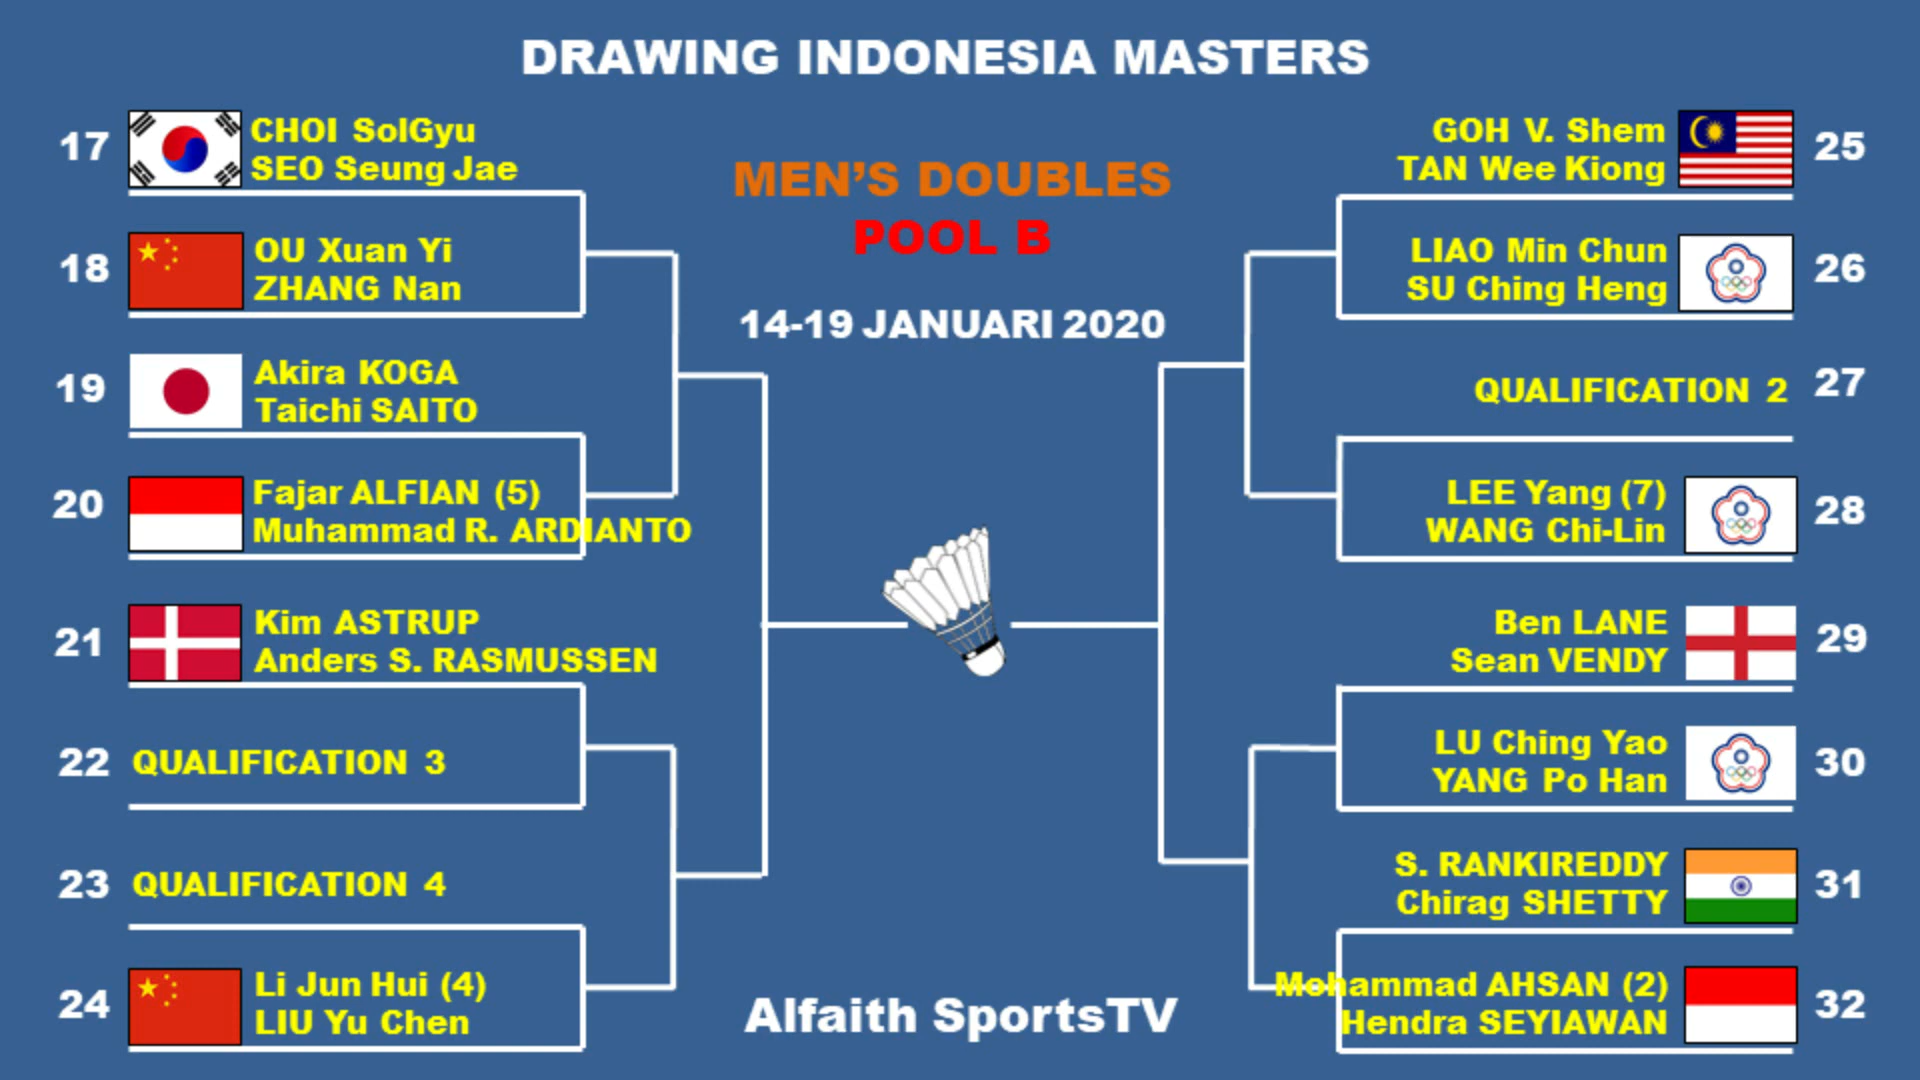 DRAWING INDONESIA MASTERS
MEN'S DOUBLES
POOL B
14-19 JANUARI 2020
17
CHOI SolGyu
SEO Seung Jae
18
OU Xuan Yi
ZHANG Nan
19
Akira KOGA
Taichi SAITO
20
Fajar ALFIAN (5)
Muhammad R. ARDIANTO
21
Kim ASTRUP
Anders S. RASMUSSEN
22 QUALIFICATION 3
23 QUALIFICATION 4
24
Li Jun Hui (4)
LIU Yu Chen
GOH V. Shem
TAN Wee Kiong
25
LIAO Min Chun
SU Ching Heng
26
QUALIFICATION 2 27
LEE Yang (7)
WANG Chi-Lin
28
Ben LANE
Sean VENDY
29
LU Ching Yao
YANG Po Han
30
S. RANKIREDDY
Chirag SHETTY
31
Mohammad AHSAN (2)
Hendra SEYIAWAN
32
Alfaith SportsTV